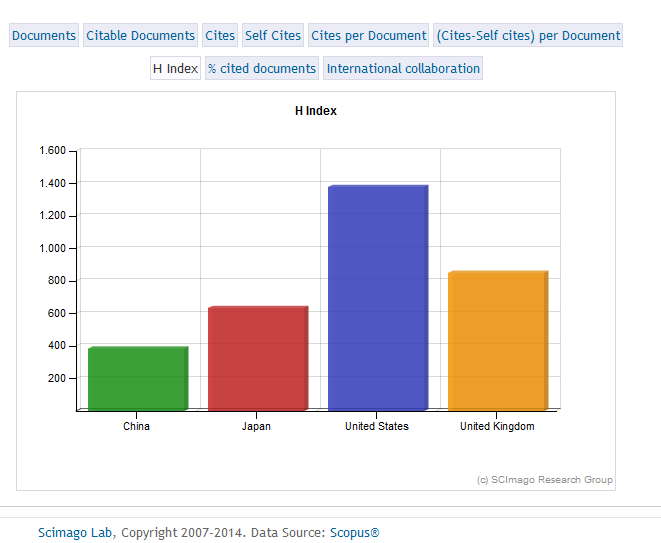 Documents Citable Documents Cites Self Cites Cites per Document (Cites-Self cites) per Document
H Index % cited documents International collaboration
H Index
1.600
1.400
1.200
1.000
800
600
400
200
China Japan United States United Kingdom
(c) SCImago Research Group
Scimago Lab, Copyright 2007-2014. Data Source: Scopus®